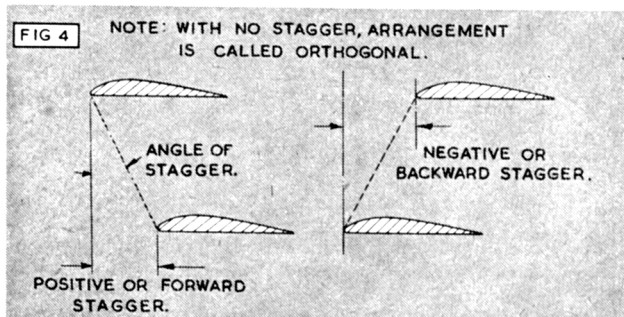 FIG 4
NOTE: WITH NO STAGGER, ARRANGEMENT
IS CALLED ORTHOGONAL.
ANGLE OF
STAGGER.
POSITIVE OR FORWARD
STAGGER.
NEGATIVE OR
BACKWARD STAGGER.